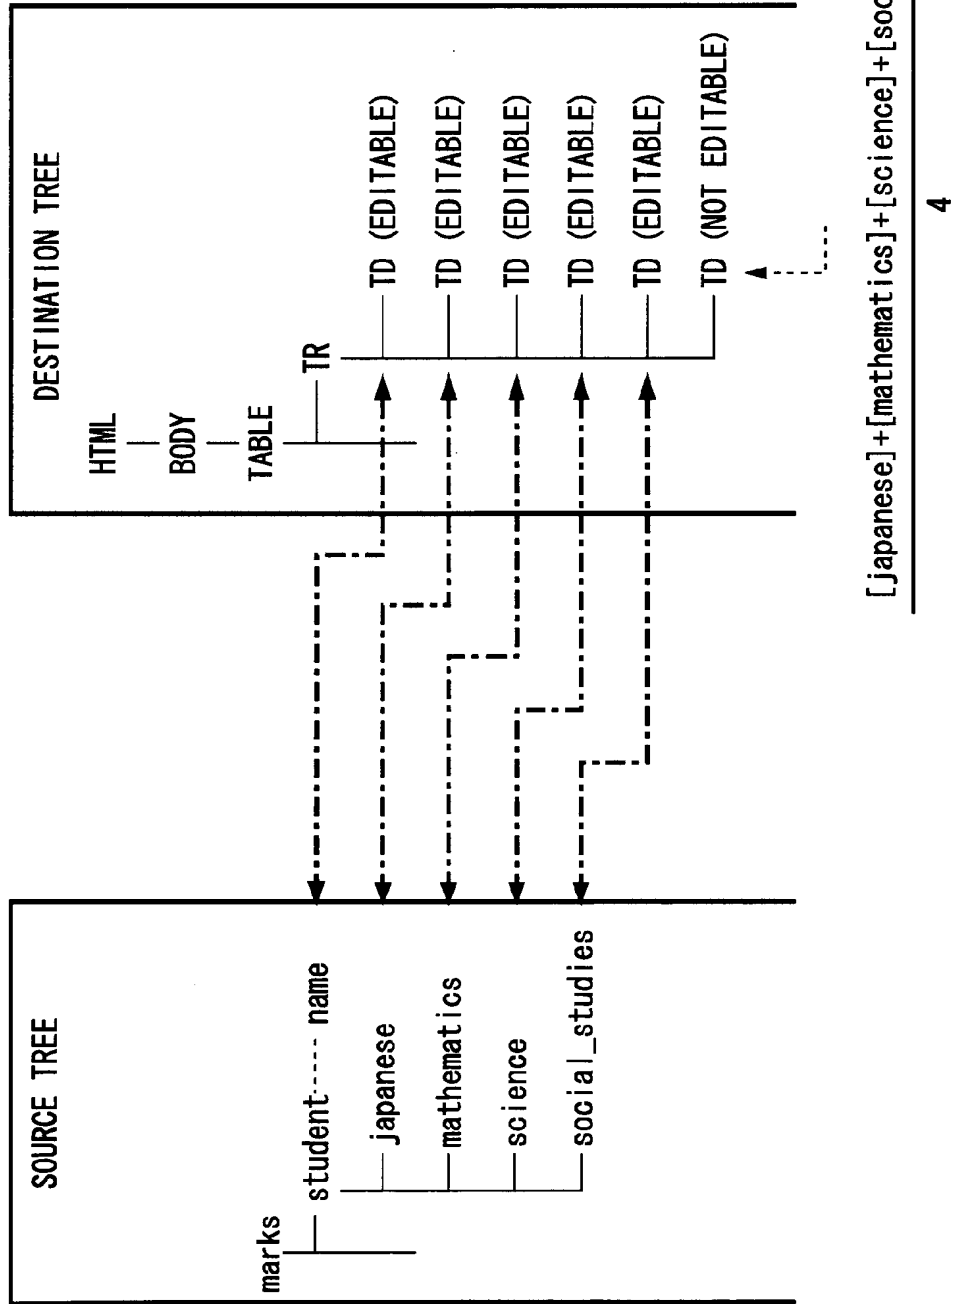 SOURCE TREE
marks
student name
japanese
mathematics
science
social_studies
DESTINATION TREE
HTML
BODY
TABLE
TR
TD (EDITABLE)
TD (EDITABLE)
TD (EDITABLE)
TD (EDITABLE)
TD (EDITABLE)
TD (NOT EDITABLE)
[japanese]+[mathematics]+[science]+[soc
4